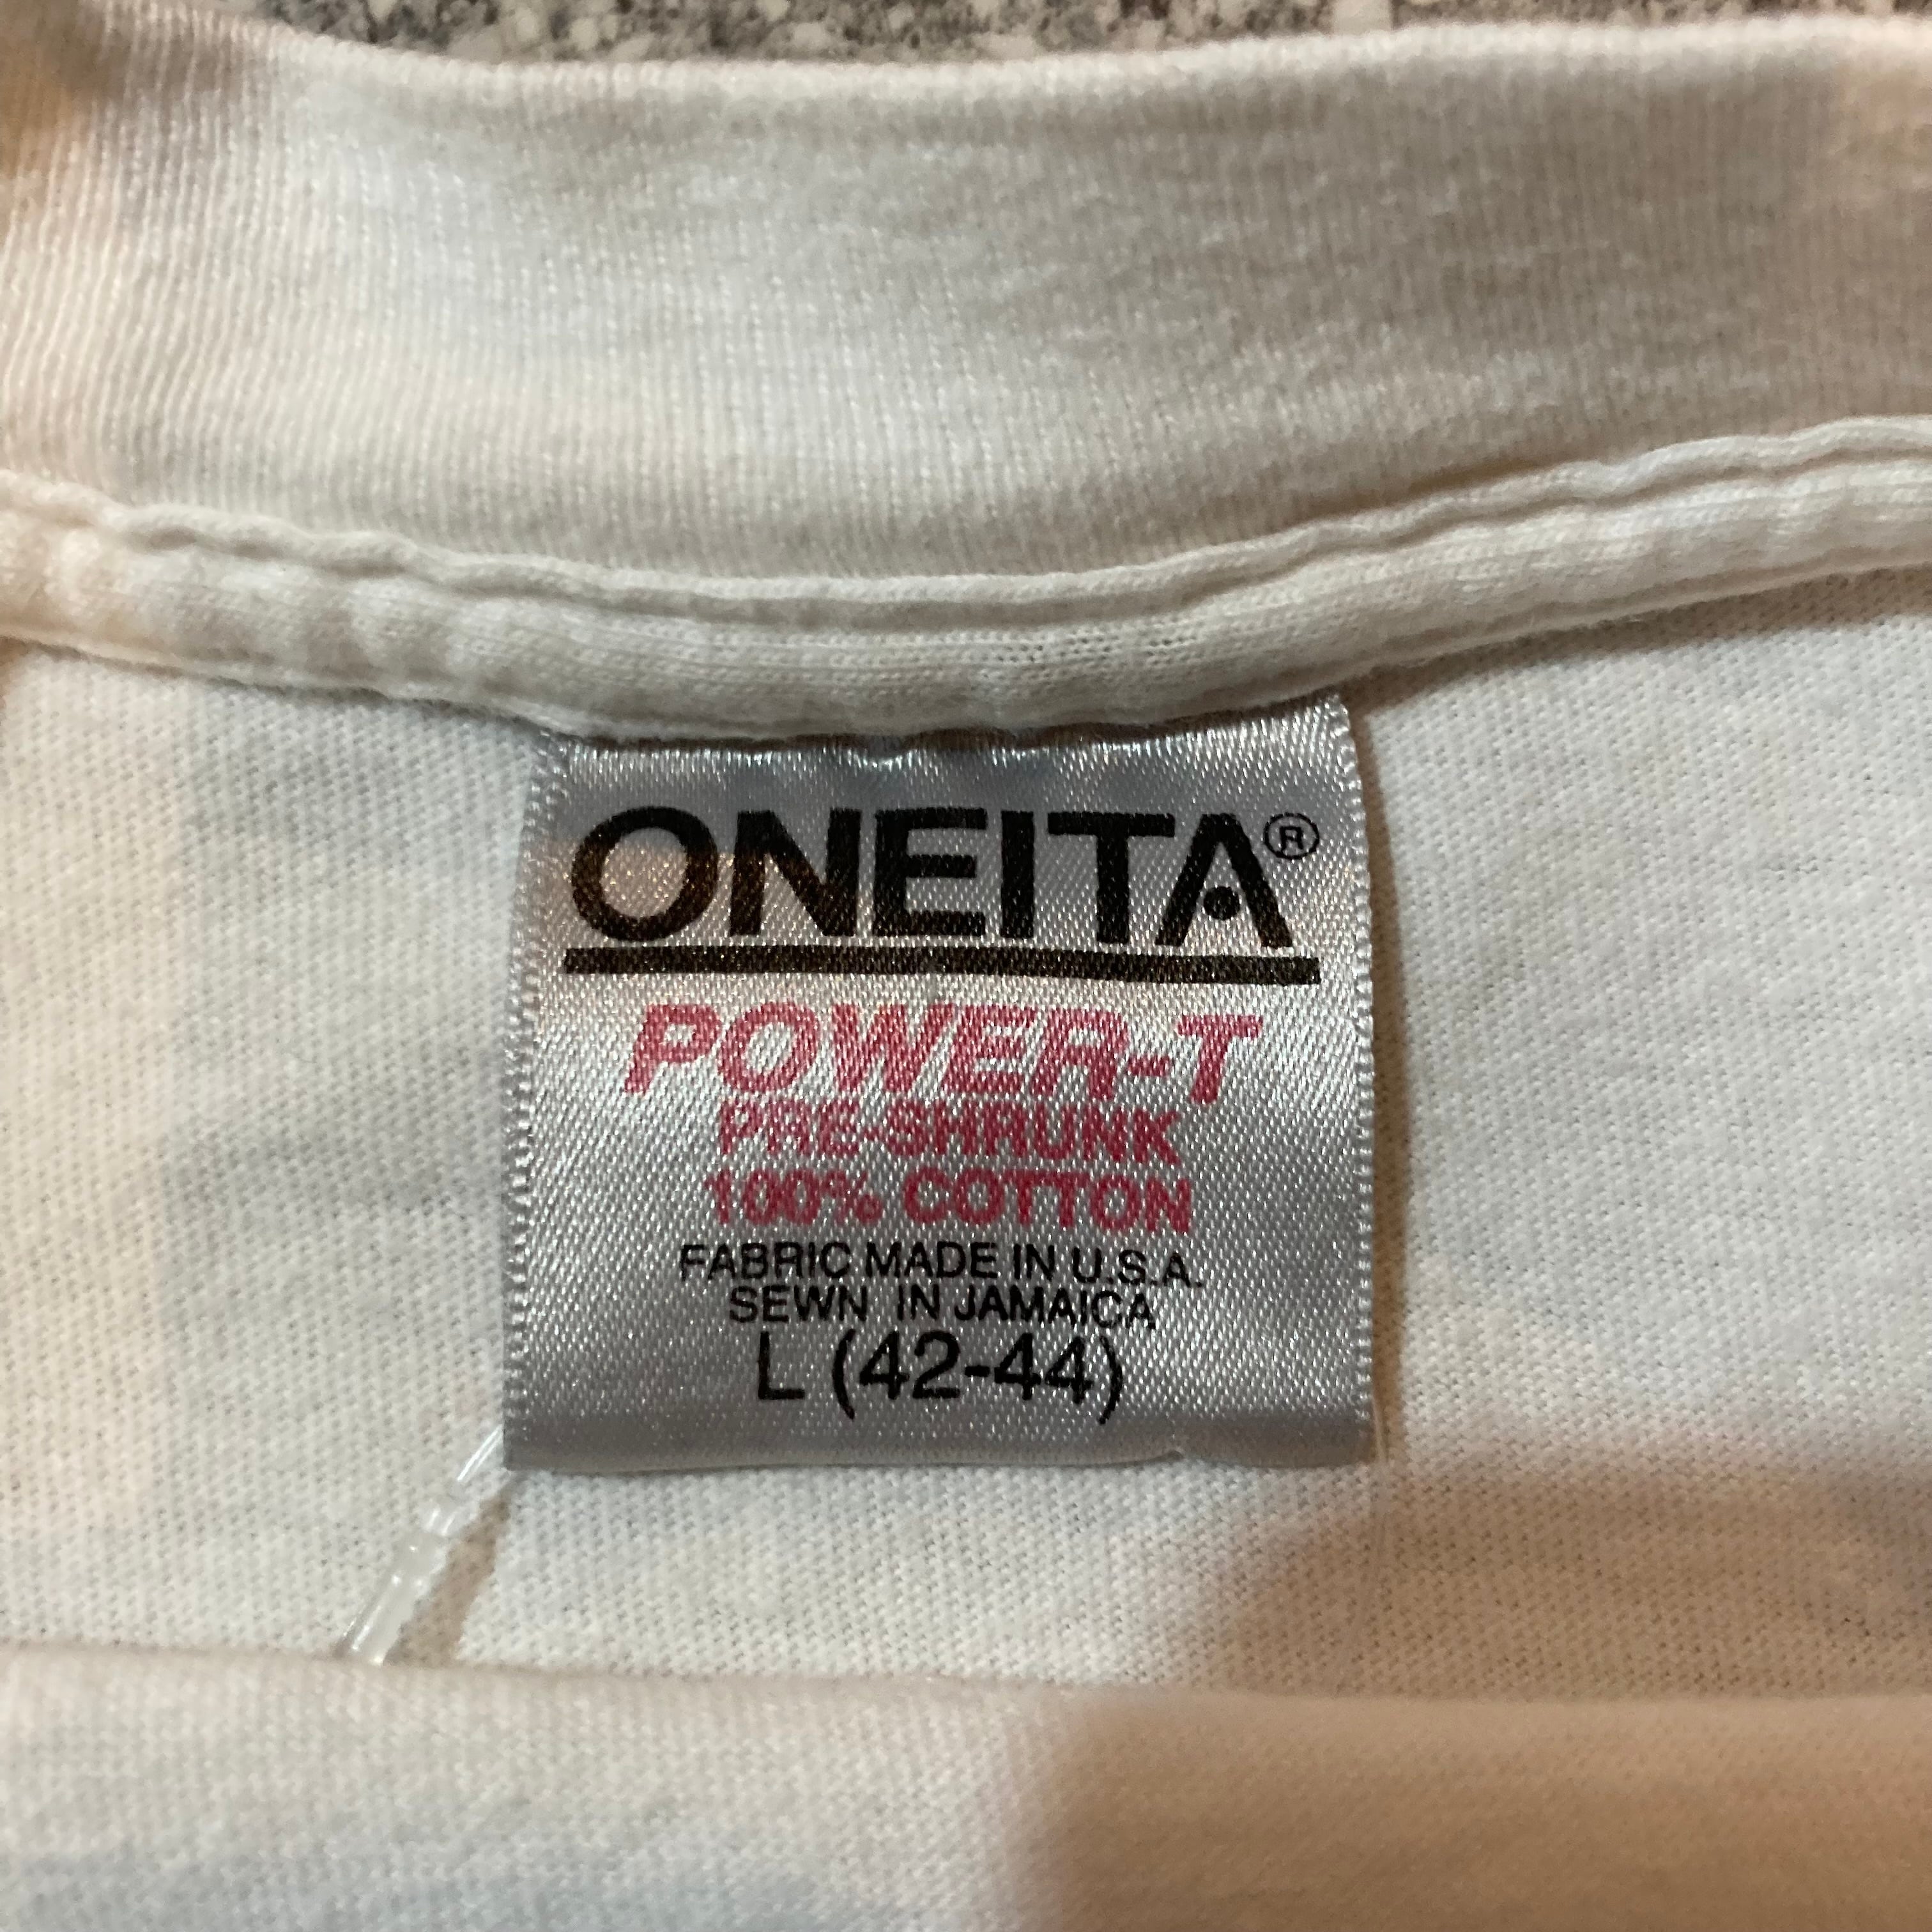 ONEITA®
POWER-T
PRE-SHRUNK
100% COTTON
FABRIC MADE IN U.S.A.
SEWN IN JAMAICA
L (42-44)